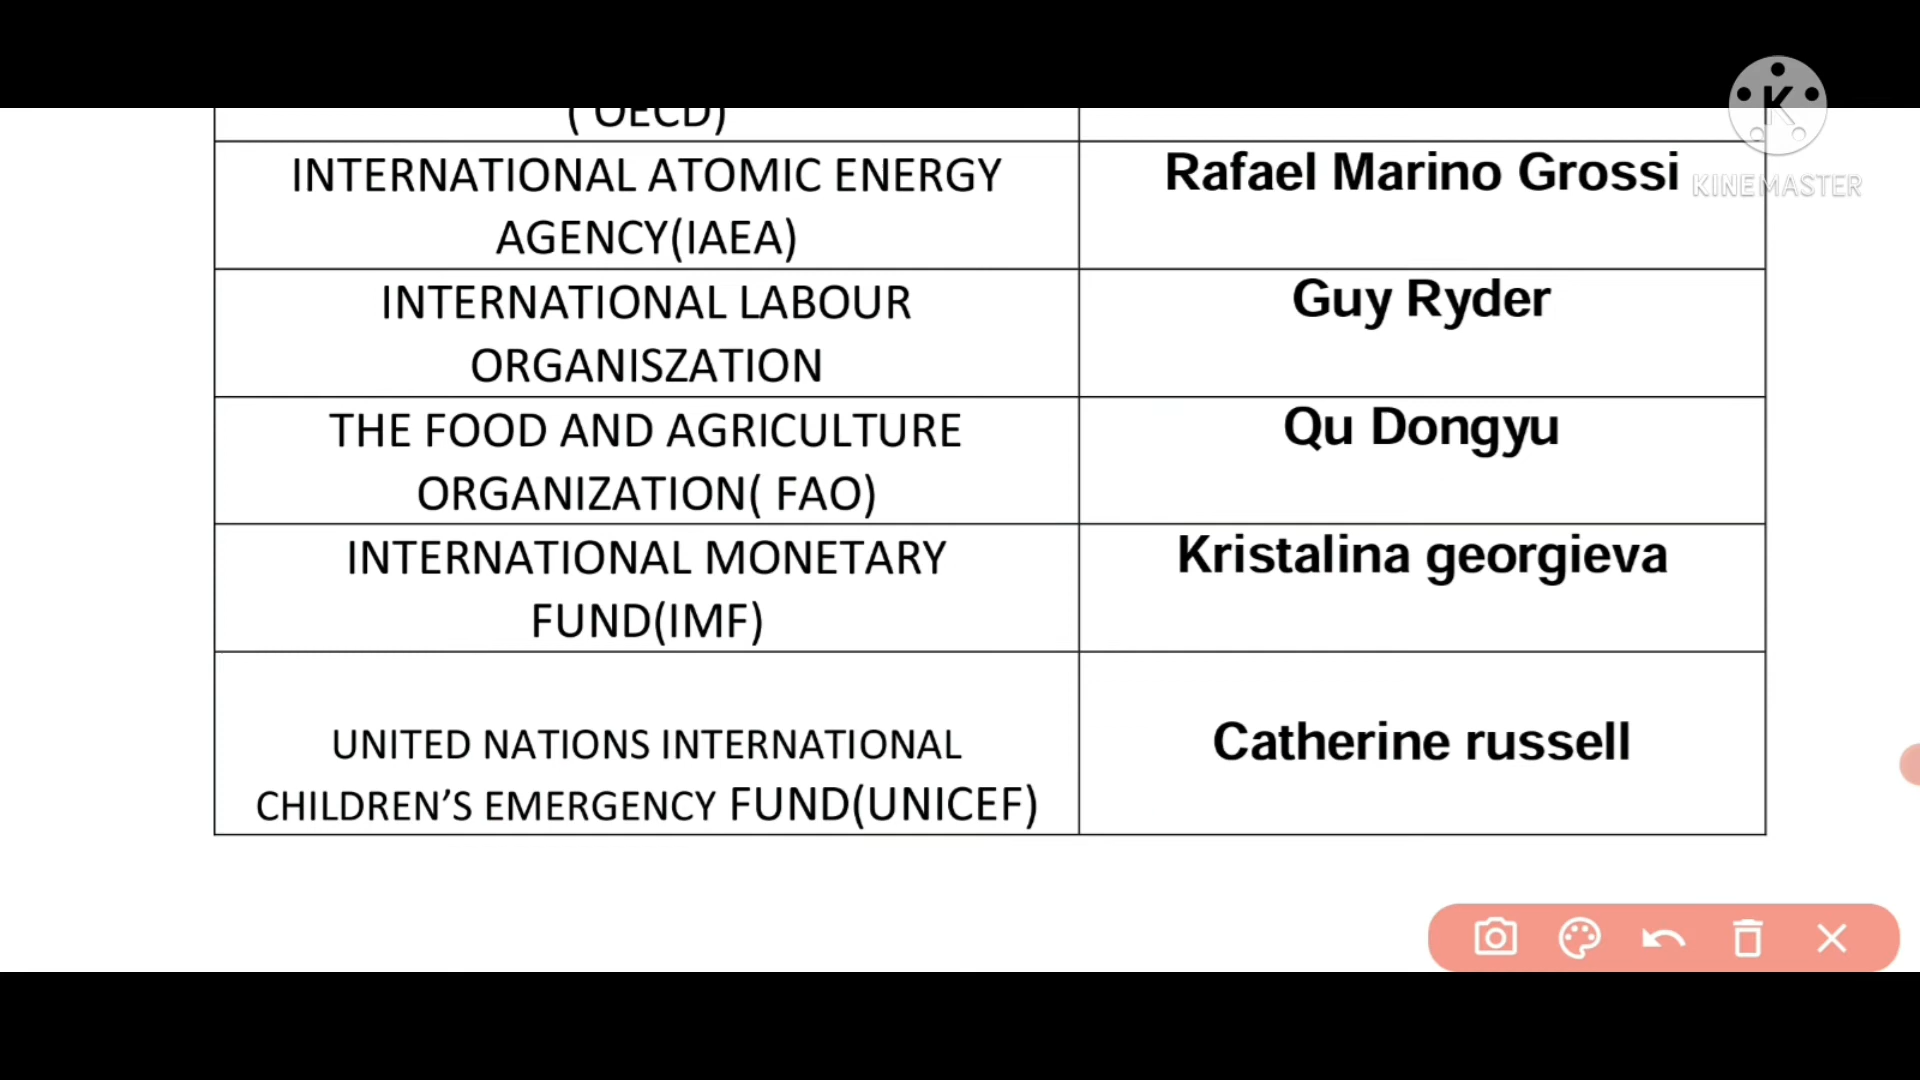 ( OECD)
INTERNATIONAL ATOMIC ENERGY
AGENCY(IAEA)
Rafael Marino Grossi
K
KINEMASTER
INTERNATIONAL LABOUR
ORGANISZATION
Guy Ryder
THE FOOD AND AGRICULTURE
ORGANIZATION( FAO)
Qu Dongyu
INTERNATIONAL MONETARY
FUND(IMF)
Kristalina georgieva
UNITED NATIONS INTERNATIONAL
CHILDREN’S EMERGENCY FUND(UNICEF)
Catherine russell